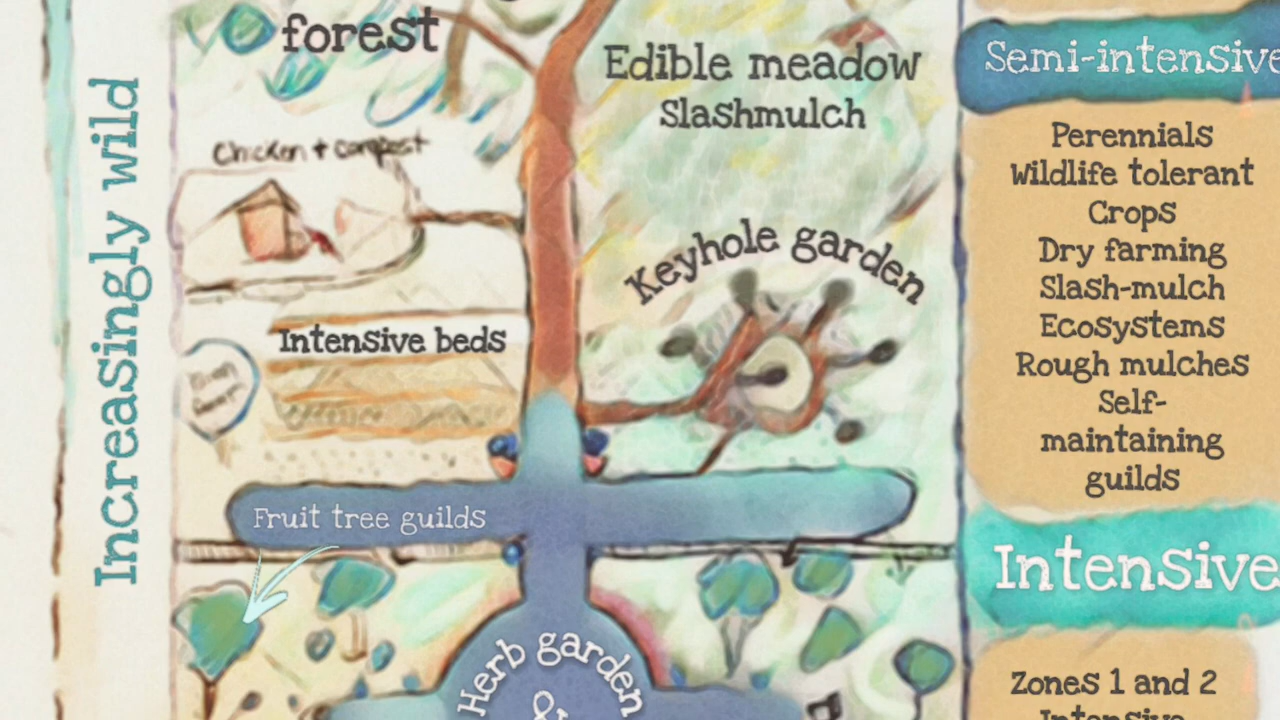 forest
Edible meadow
Slashmulch
Chicken + compost
Keyhole garden
Intensive beds
Fruit tree guilds
Herb garden
&
Increasingly wild
Semi-intensive
Perennials
Wildlife tolerant
Crops
Dry farming
Slash-mulch
Ecosystems
Rough mulches
Self-
maintaining
guilds
Intensive
Zones 1 and 2
Intensive